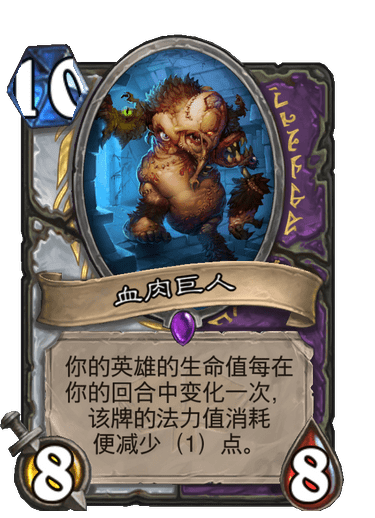 10
血肉巨人
你的英雄的生命值每在
你的回合中变化一次，
该牌的法力值消耗
便减少（1）点。
8
8